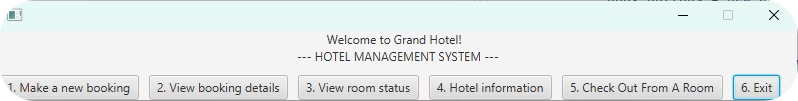 Welcome to Grand Hotel!
--- HOTEL MANAGEMENT SYSTEM ---
1. Make a new booking 2. View booking details 3. View room status 4. Hotel information 5. Check Out From A Room 6. Exit